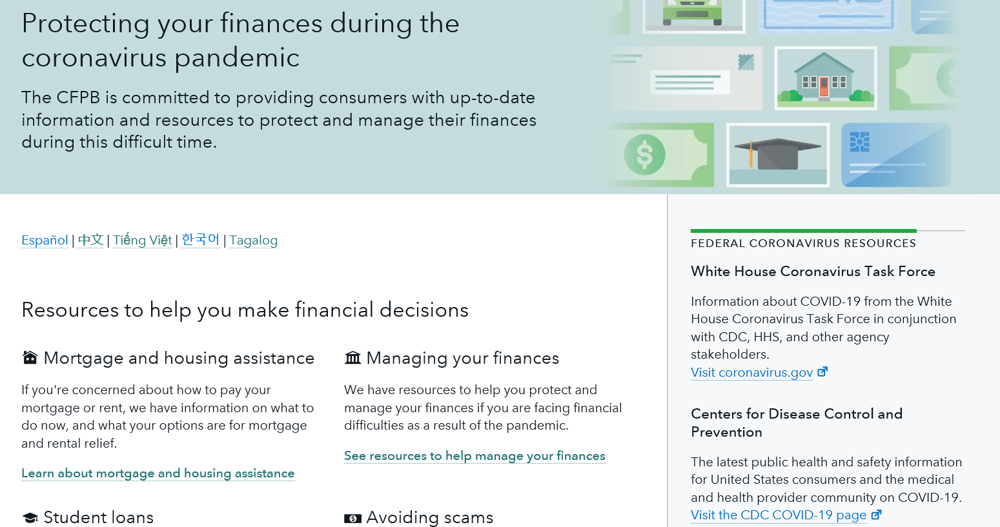 Protecting your finances during the
coronavirus pandemic
The CFPB is committed to providing consumers with up-to-date
information and resources to protect and manage their finances
during this difficult time.
$
$
Español | 中文 | Tiếng Việt | 한국어 | Tagalog
Resources to help you make financial decisions
Mortgage and housing assistance
If you're concerned about how to pay your
mortgage or rent, we have information on what to
do now, and what your options are for mortgage
and rental relief.
Learn about mortgage and housing assistance
Managing your finances
We have resources to help you protect and
manage your finances if you are facing financial
difficulties as a result of the pandemic.
See resources to help manage your finances
Student loans
Avoiding scams
FEDERAL CORONAVIRUS RESOURCES
White House Coronavirus Task Force
Information about COVID-19 from the White
House Coronavirus Task Force in conjunction
with CDC, HHS, and other agency
stakeholders.
Visit coronavirus.gov
Centers for Disease Control and
Prevention
The latest public health and safety information
for United States consumers and the medical
and health provider community on COVID-19.
Visit the CDC COVID-19 page